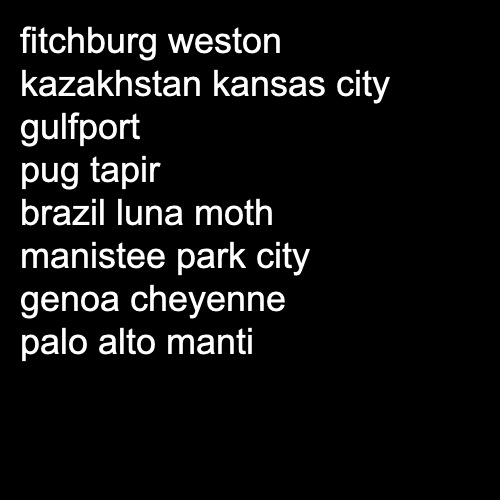 fitchburg weston
kazakhstan kansas city
gulfport
pug tapir
brazil luna moth
manistee park city
genoa cheyenne
palo alto manti